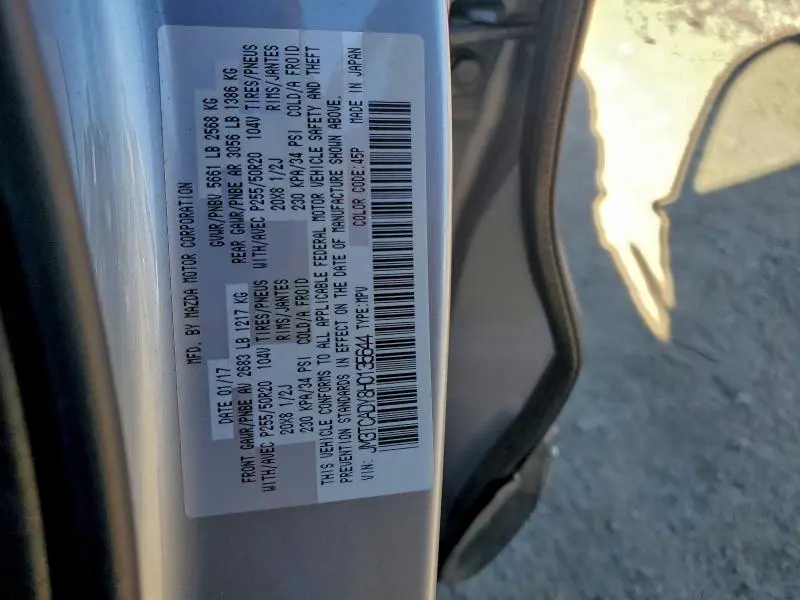 MFD. BY MAZDA MOTOR CORPORATION
DATE 01/17 GVWR/PNBV 5661 LB 2568 KG
FRONT GAWR/PNBE AV 2683 LB 1217 KG REAR GAWR/PNBE AR 3056 LB 1386 KG
WITH/AVEC P255/50R20 104V TIRES/PNEUS WITH/AVEC P255/50R20 104V TIRES/PNEUS
20X8 1/2J RIMS/JANTES 20X8 1/2J RIMS/JANTES
230 KPA/34 PSI COLD/A FROID 230 KPA/34 PSI COLD/A FROID
THIS VEHICLE CONFORMS TO ALL APPLICABLE FEDERAL MOTOR VEHICLE SAFETY AND THEFT
PREVENTION STANDARDS IN EFFECT ON THE DATE OF MANUFACTURE SHOWN ABOVE.
VIN: JM3TCADY8H0135644 TYPE:MPV COLOR CODE:45P MADE IN JAPAN